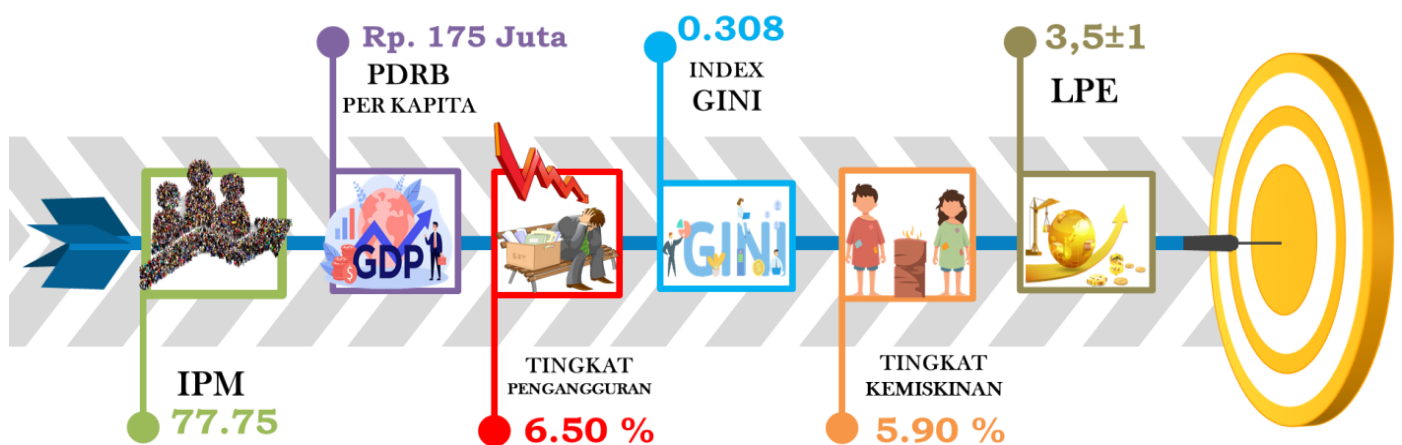 IPM
77.75
Rp. 175 Juta
PDRB
PER KAPITA
GDP
TINGKAT
PENGANGGURAN
6.50 %
0.308
INDEX
GINI
GINI
TINGKAT
KEMISKINAN
5.90 %
3,5±1
LPE